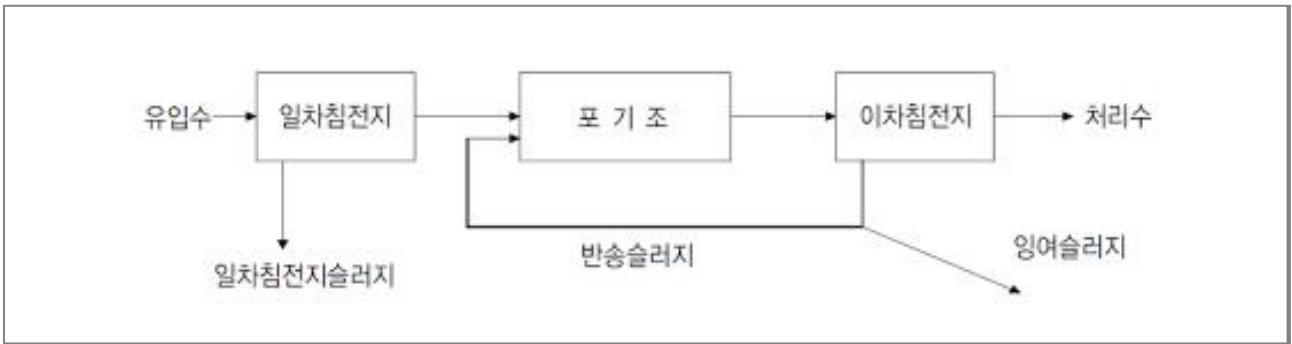 유입수
일차침전지
포 기 조
이차침전지
처리수
일차침전지슬러지
반송슬러지
잉여슬러지